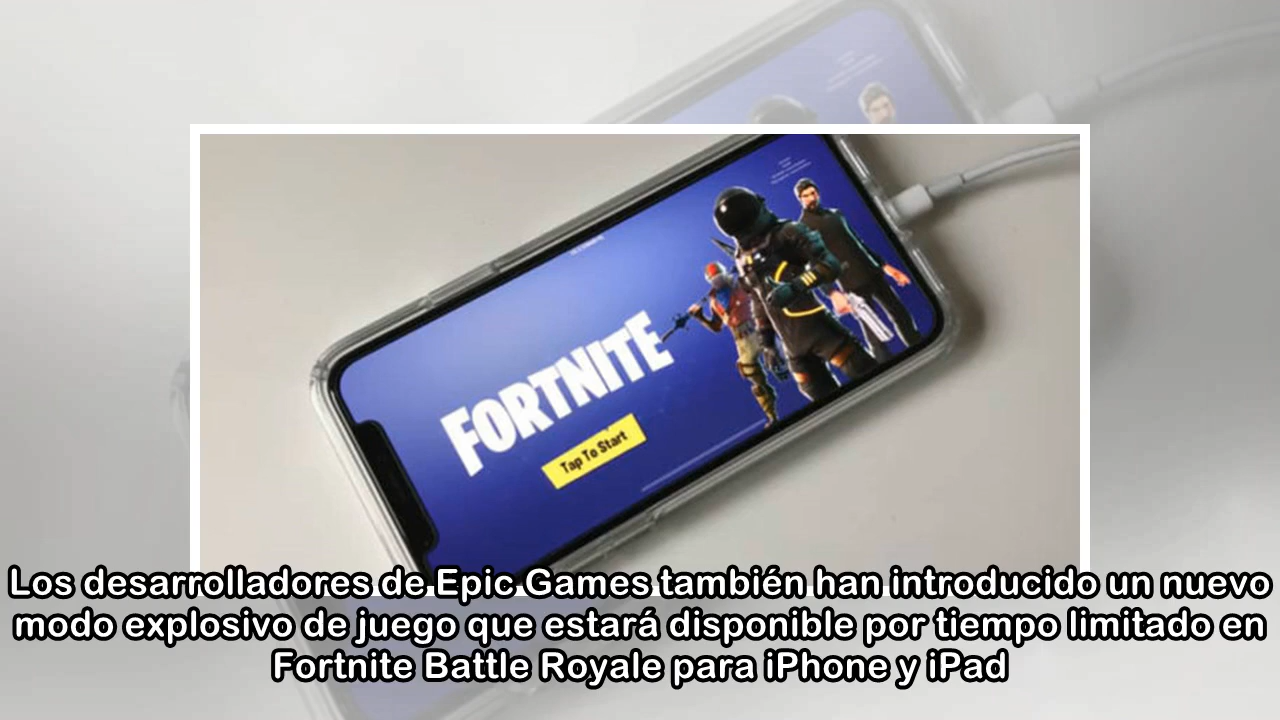 FORTNITE
Tap To Start
Los desarrolladores de Epic Games también han introducido un nuevo
modo explosivo de juego que estará disponible por tiempo limitado en
Fortnite Battle Royale para iPhone y iPad